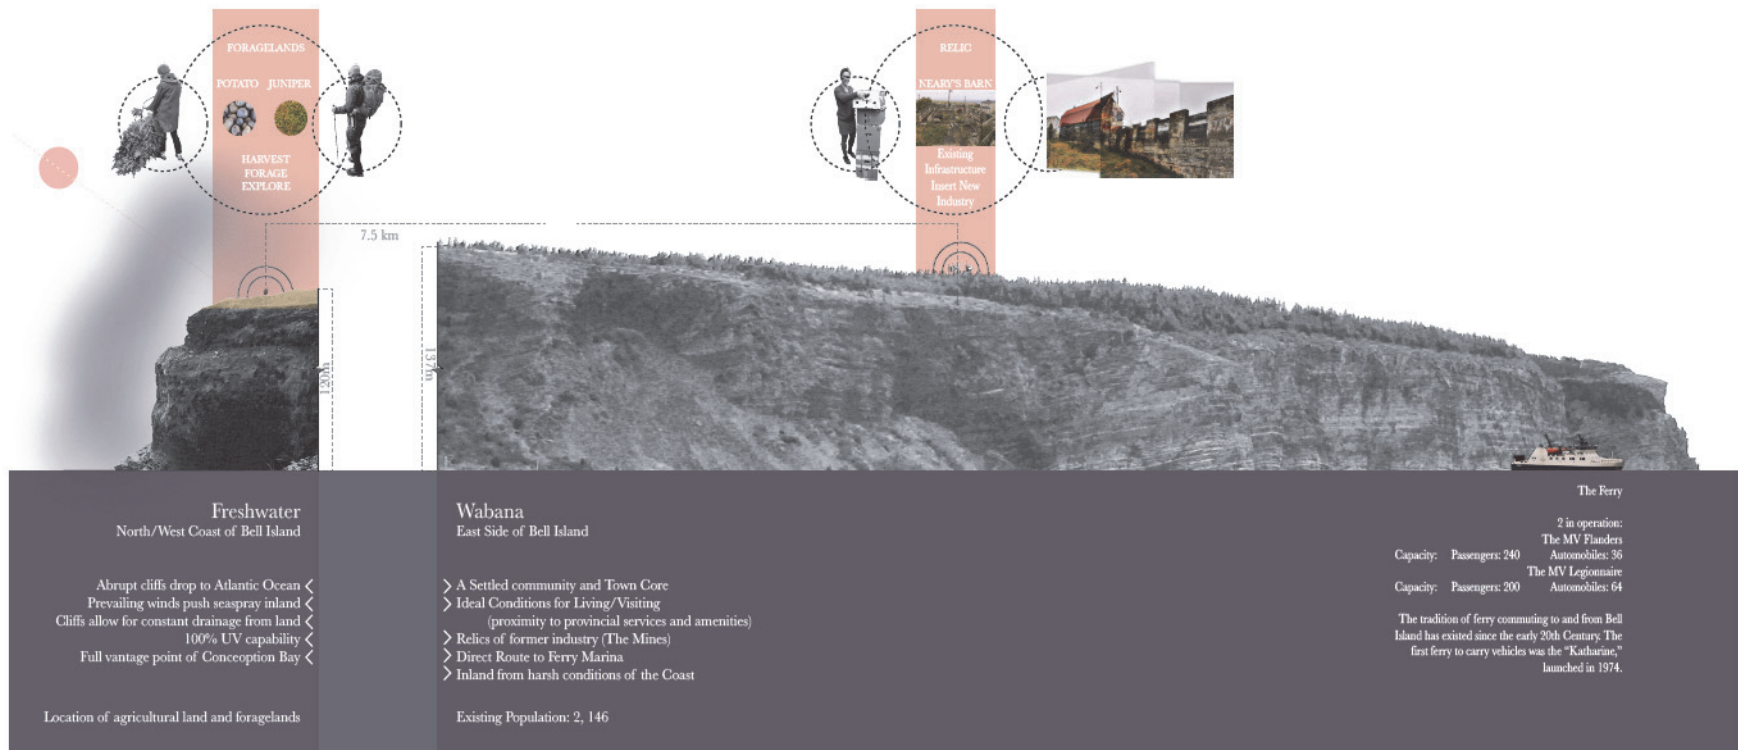 FORAGELANDS
POTATO JUNIPER
HARVEST
FORAGE
EXPLORE
RELIC
NEARY'S BARN
Existing
Infrastructure
Insert New
Industry
7.5 km
120m
137m
Freshwater
North/West Coast of Bell Island
Abrupt cliffs drop to Atlantic Ocean
Prevailing winds push seaspray inland
Cliffs allow for constant drainage from land
100% UV capability
Full vantage point of Conceoption Bay
Location of agricultural land and foragelands
Wabana
East Side of Bell Island
A Settled community and Town Core
Ideal Conditions for Living/Visiting
(proximity to provincial services and amenities)
Relics of former industry (The Mines)
Direct Route to Ferry Marina
Inland from harsh conditions of the Coast
Existing Population: 2, 146
The Ferry
2 in operation:
The MV Flanders
Capacity: Passengers: 240 Automobiles: 36
The MV Legionnaire
Capacity: Passengers: 200 Automobiles: 64
The tradition of ferry commuting to and from Bell
Island has existed since the early 20th Century. The
first ferry to carry vehicles was the “Katharine,”
launched in 1974.